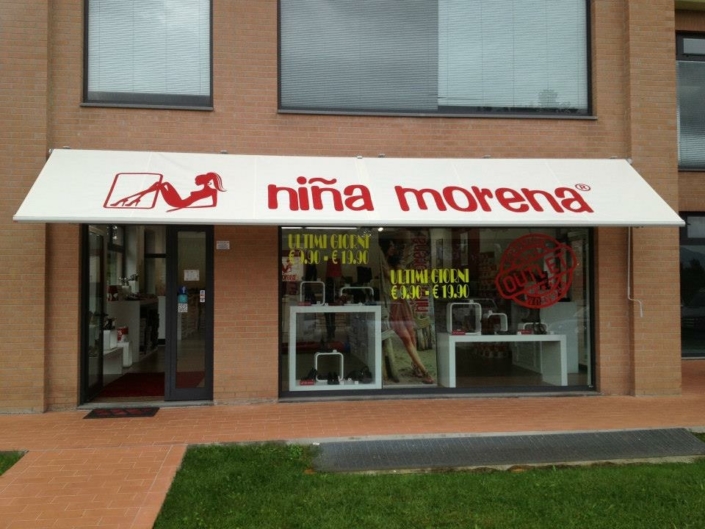 niña morena®
ULTIMI GIORNI
€ 9.90 - € 19.90
ULTIMI GIORNI
€ 9.90 - € 19.90
OUTLET